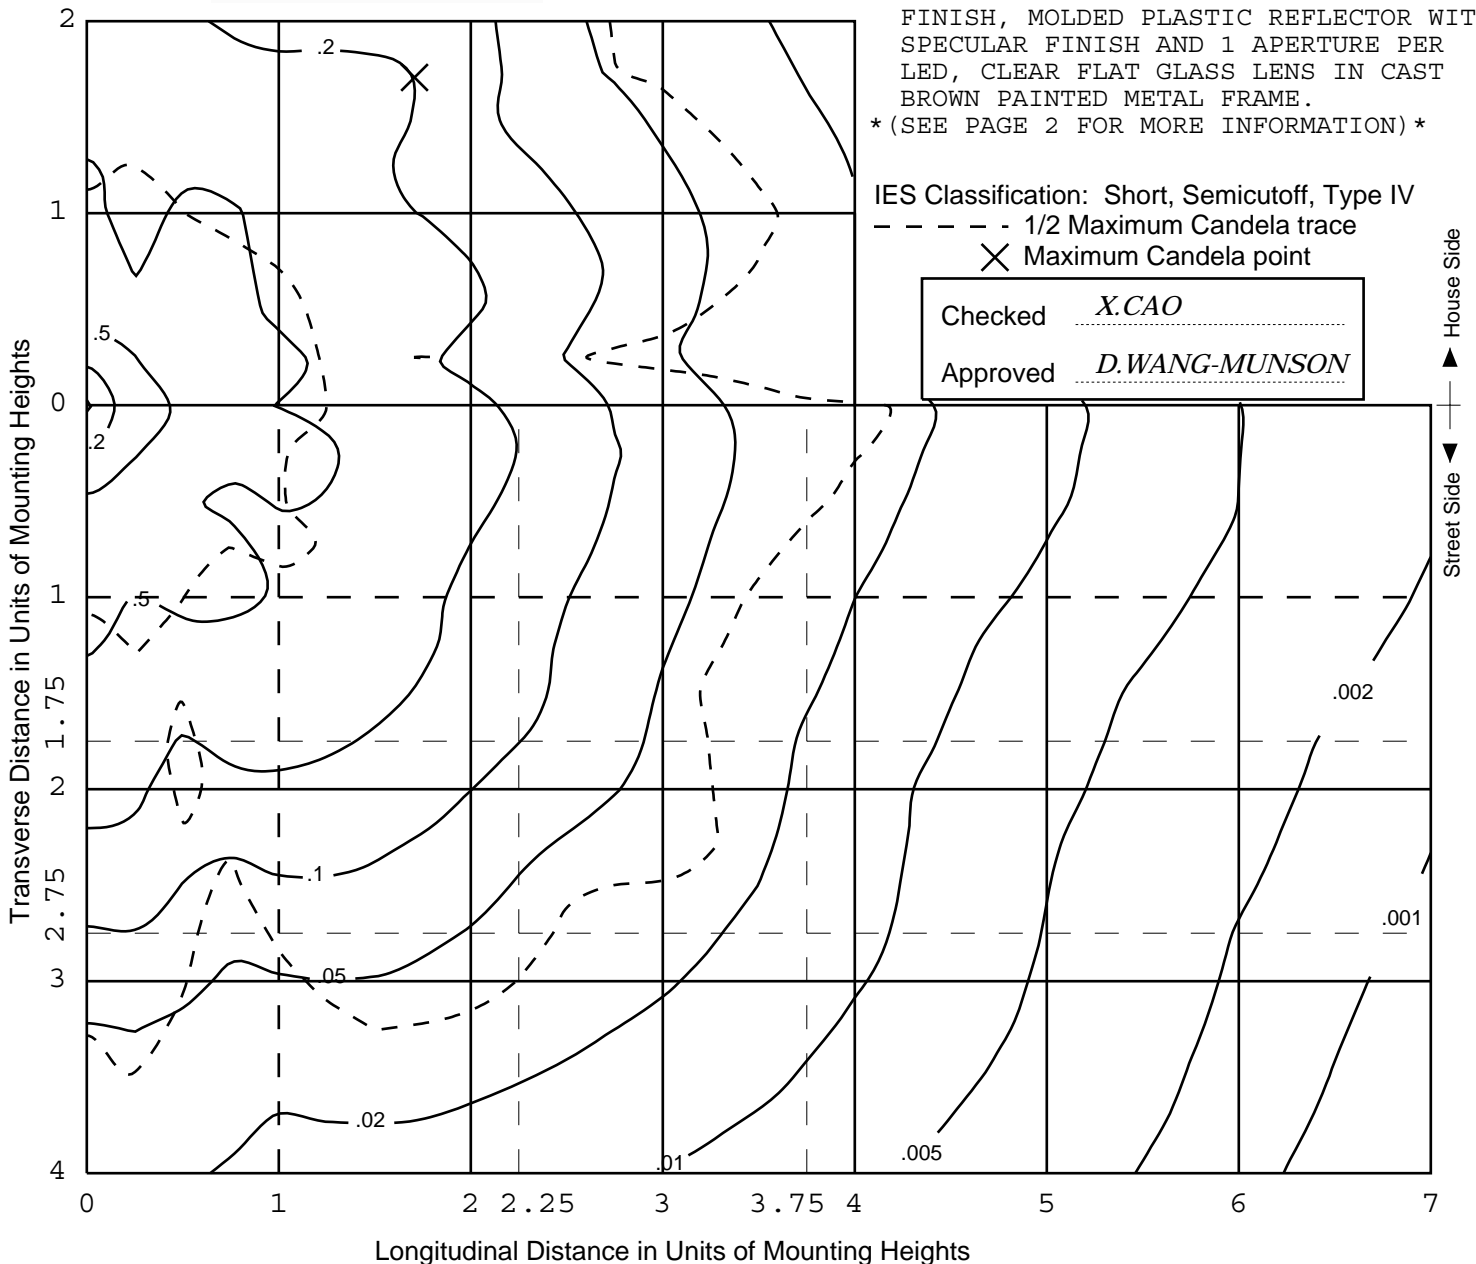 FINISH, MOLDED PLASTIC REFLECTOR WIT
SPECULAR FINISH AND 1 APERTURE PER
LED, CLEAR FLAT GLASS LENS IN CAST
BROWN PAINTED METAL FRAME.
*(SEE PAGE 2 FOR MORE INFORMATION)*
IES Classification: Short, Semicutoff, Type IV
1/2 Maximum Candela trace
Maximum Candela point
Checked X.CAO
Approved D.WANG-MUNSON
House Side
Street Side
Transverse Distance in Units of Mounting Heights
2
1
0
1
1.75
2
2.75
3
4
.2
.5
.2
.5
.1
.05
.02
.01
.005
.002
.001
0 1 2 2.25 3 3.75 4 5 6 7
Longitudinal Distance in Units of Mounting Heights